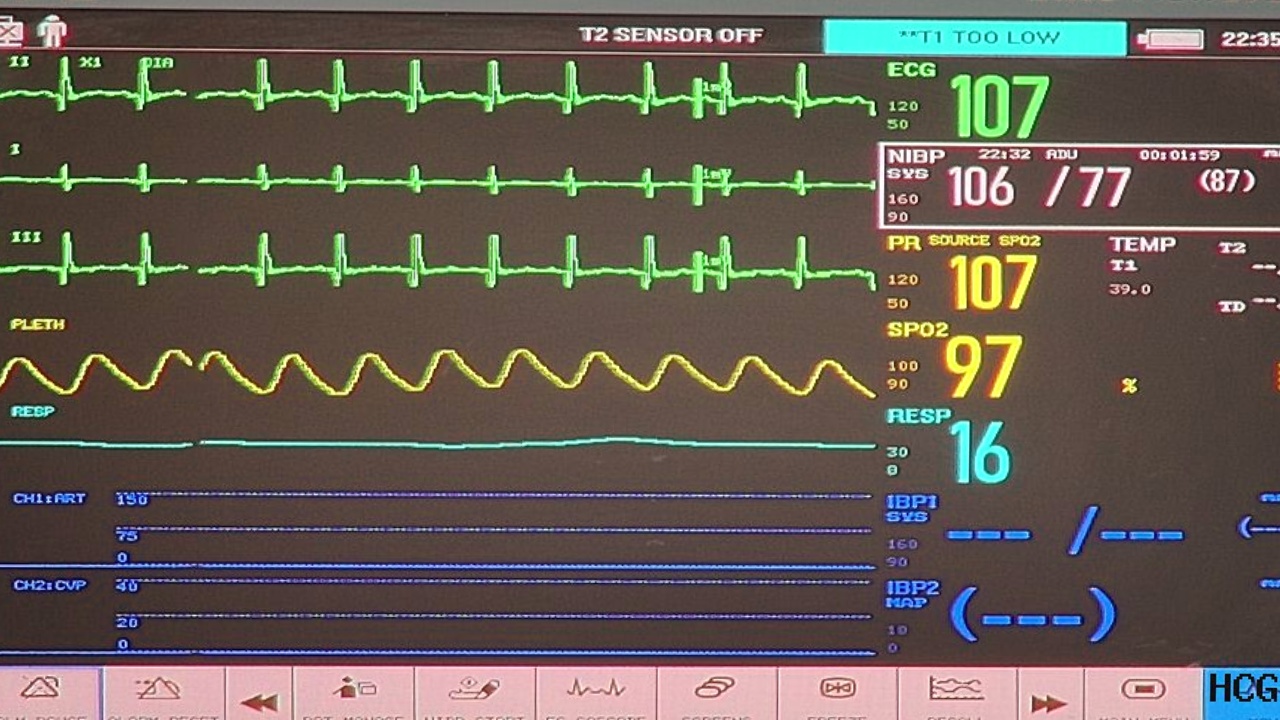 T2 SENSOR OFF
**T1 TOO LOW
22:35
II X1 DIA
1mV
ECG
107
120
50
I
1mV
NIBP 22:32 ADU 00:01:59
SYS
106 /77 (87)
160
90
III
PR SOURCE SPO2
107
120
50
TEMP
T1
39.0
T2
--
TD --
PLETH
SPO2
97
100
90
%
RESP
RESP
16
30
8
CH1:ART
150
75
0
IBP1
SYS
160
90
--- /---
(--
CH2:CVP
40
20
0
IBP2
MAP
10
0
(---)
HCG